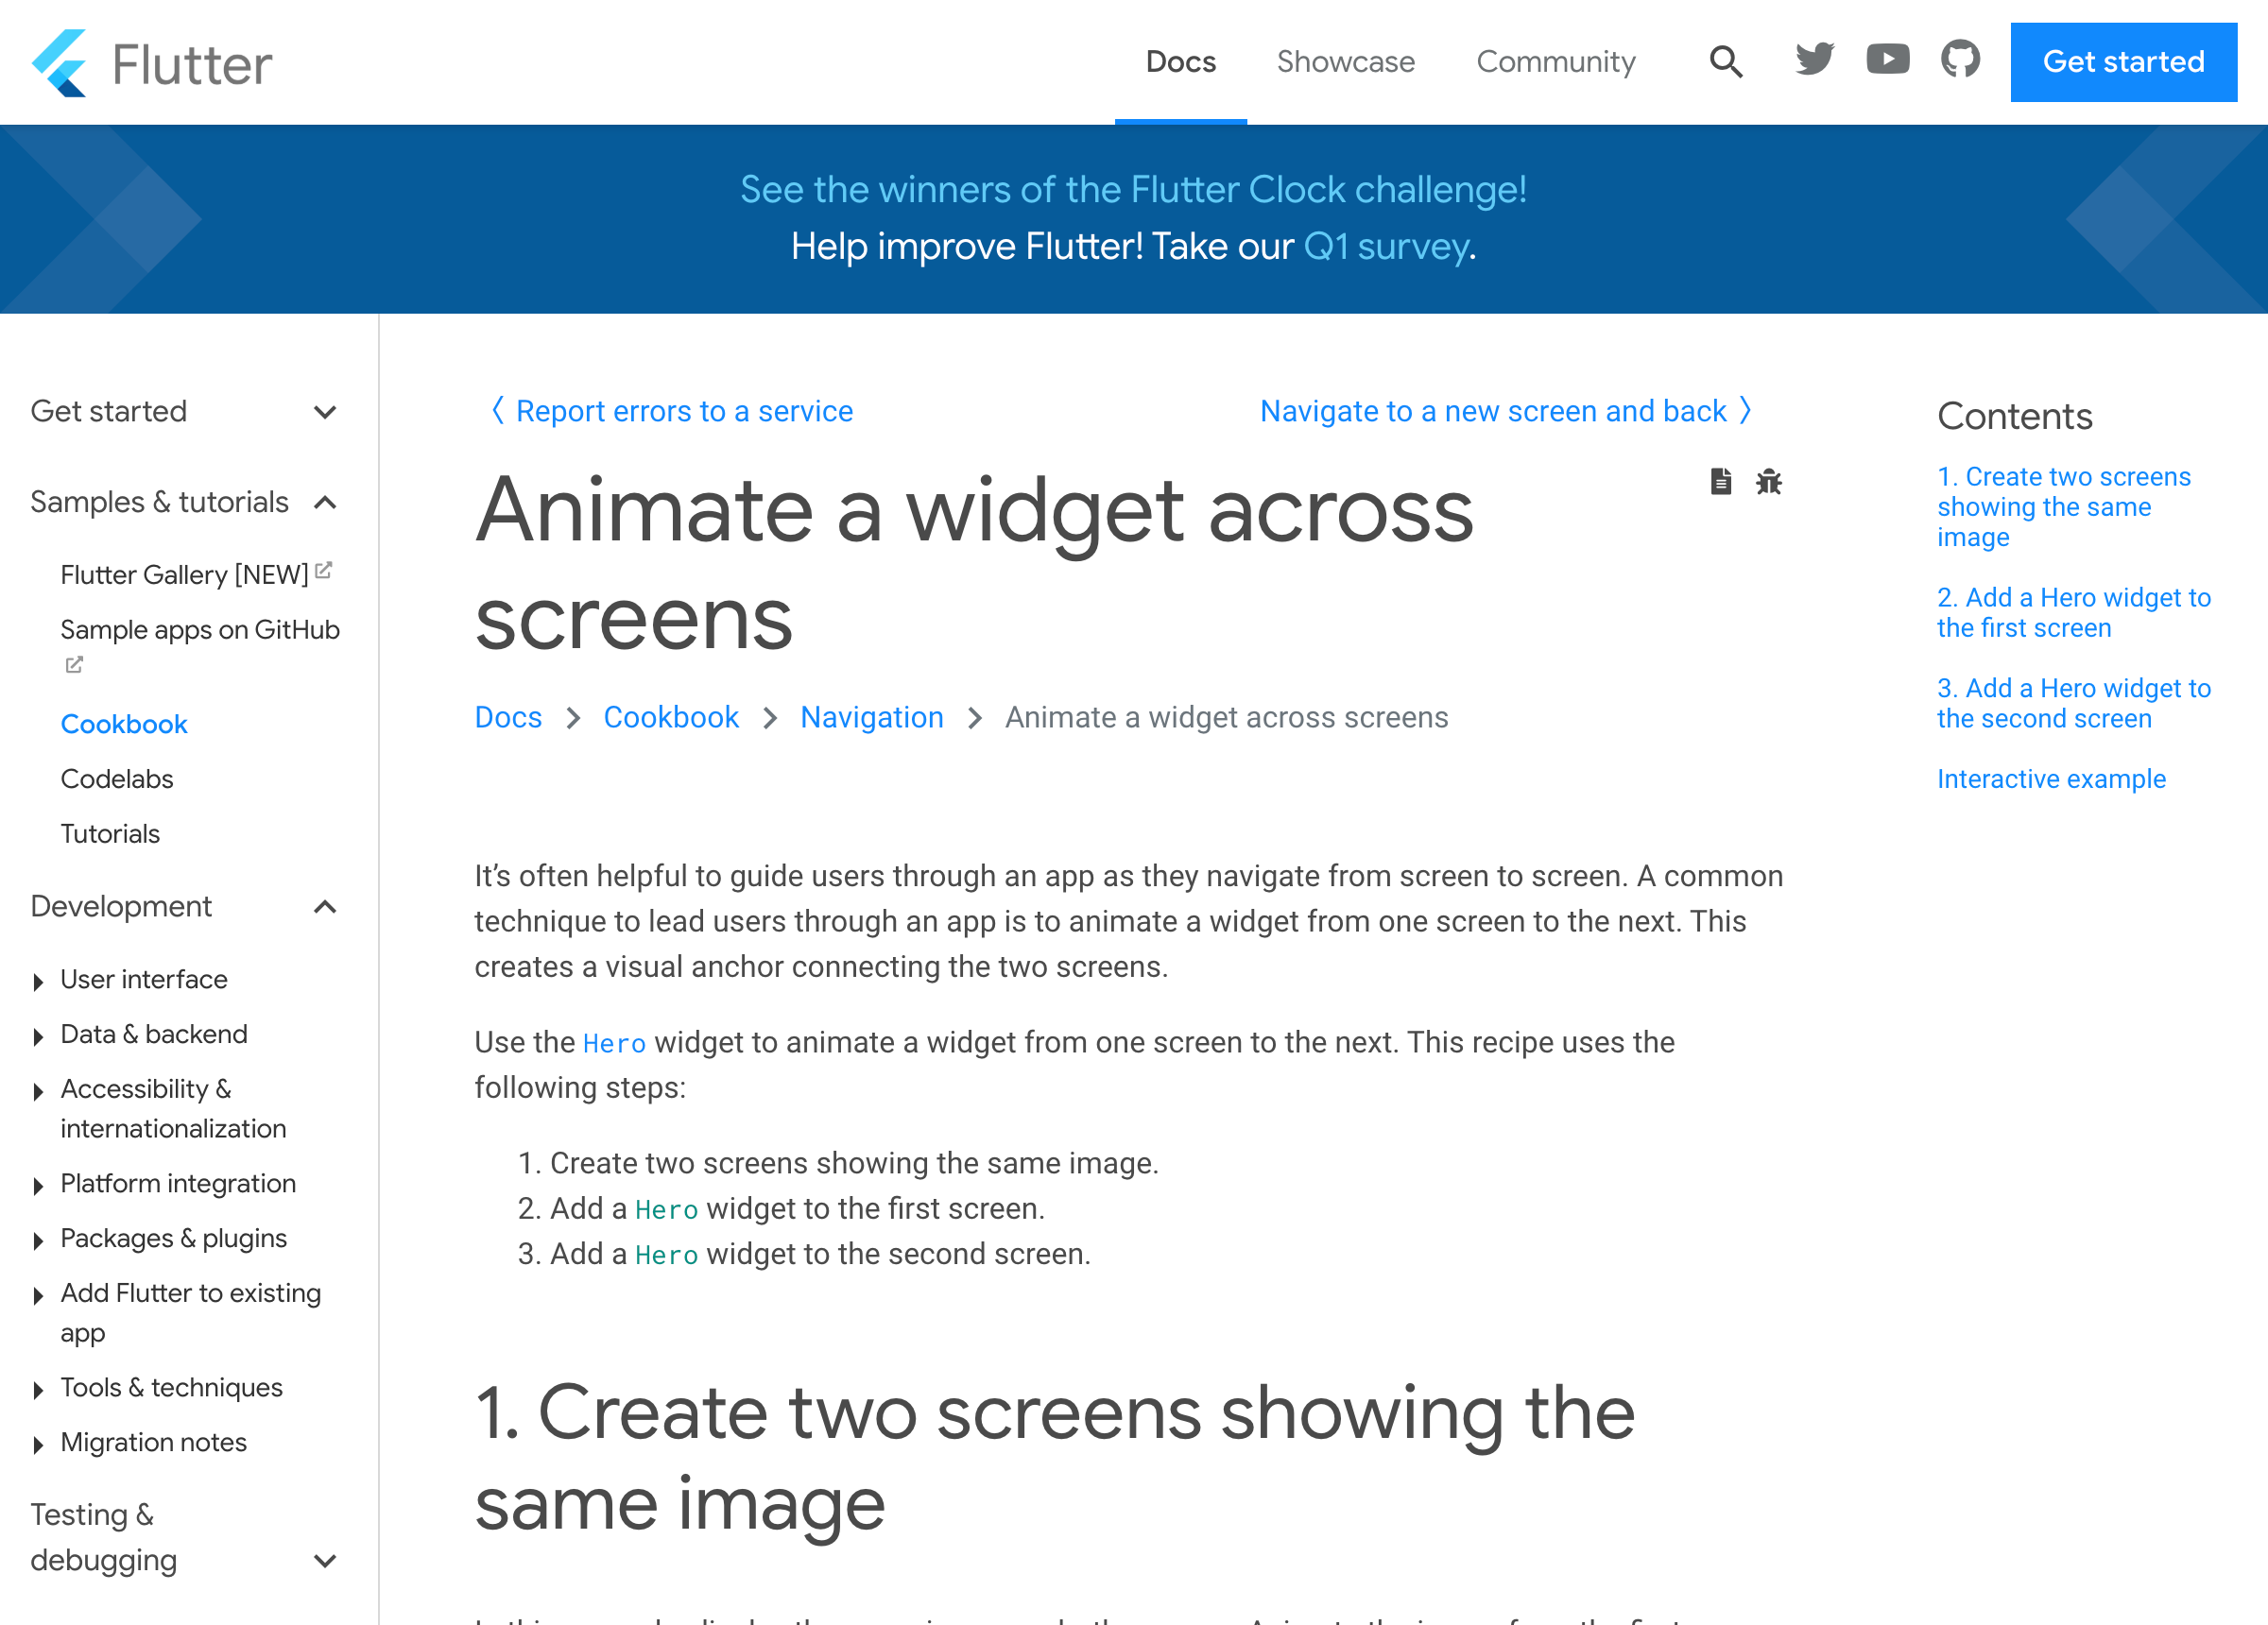 Flutter
Docs
Showcase
Community
Get started
See the winners of the Flutter Clock challenge!
Help improve Flutter! Take our Q1 survey.
Get started
Samples & tutorials
Flutter Gallery [NEW]
Sample apps on GitHub
Cookbook
Codelabs
Tutorials
Development
User interface
Data & backend
Accessibility &
internationalization
Platform integration
Packages & plugins
Add Flutter to existing
app
Tools & techniques
Migration notes
Testing &
debugging
〈 Report errors to a service
Navigate to a new screen and back 〉
Animate a widget across
screens
Docs > Cookbook > Navigation > Animate a widget across screens
It’s often helpful to guide users through an app as they navigate from screen to screen. A common
technique to lead users through an app is to animate a widget from one screen to the next. This
creates a visual anchor connecting the two screens.
Use the Hero widget to animate a widget from one screen to the next. This recipe uses the
following steps:
1. Create two screens showing the same image.
2. Add a Hero widget to the first screen.
3. Add a Hero widget to the second screen.
1. Create two screens showing the
same image
Contents
1. Create two screens
showing the same
image
2. Add a Hero widget to
the first screen
3. Add a Hero widget to
the second screen
Interactive example